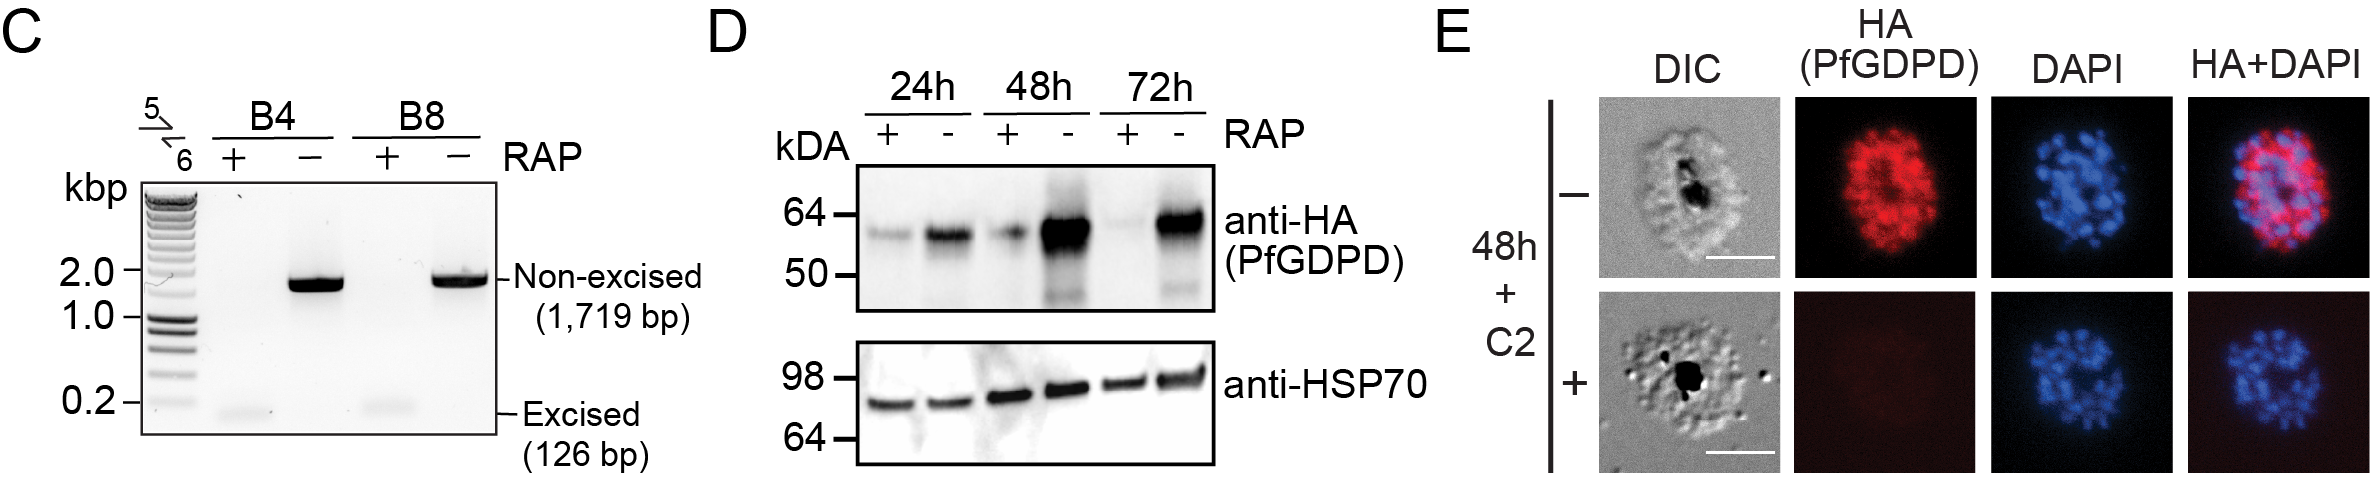 C
5
6
B4 B8
+ – + – RAP
kbp
2.0
1.0
0.2
Non-excised
(1,719 bp)
Excised
(126 bp)
D
24h 48h 72h
+ - + - + - RAP
kDA
64
50
anti-HA
(PfGDPD)
98
64
anti-HSP70
E
DIC
HA
(PfGDPD)
DAPI
HA+DAPI
48h
+
C2
–
+